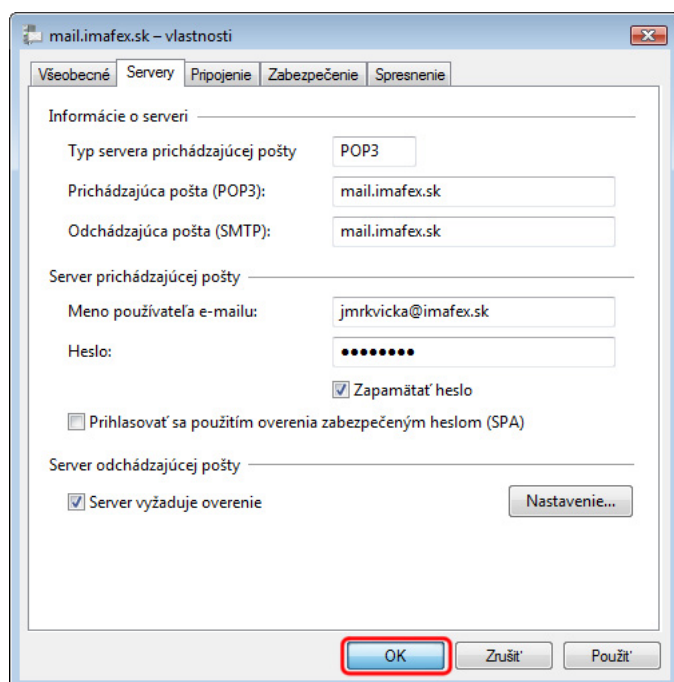 mail.imafex.sk – vlastnosti
Všeobecné Servery Pripojenie Zabezpečenie Spresnenie
Informácie o serveri
Typ servera prichádzajúcej pošty POP3
Prichádzajúca pošta (POP3): mail.imafex.sk
Odchádzajúca pošta (SMTP): mail.imafex.sk
Server prichádzajúcej pošty
Meno používateľa e-mailu: jmrkvicka@imafex.sk
Heslo: ●●●●●●●●
Zapamätať heslo
Prihlasovať sa použitím overenia zabezpečeným heslom (SPA)
Server odchádzajúcej pošty
Server vyžaduje overenie Nastavenie...
OK Zrušiť Použiť